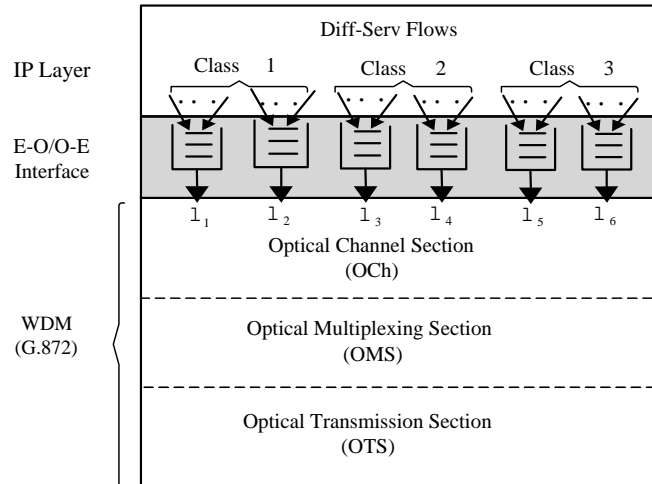 Diff-Serv Flows
IP Layer
Class 1 Class 2 Class 3
. . . . . . . . . . . . . . . . . .
E-O/O-E
Interface
l1 l2 l3 l4 l5 l6
Optical Channel Section
(OCh)
WDM
(G.872)
Optical Multiplexing Section
(OMS)
Optical Transmission Section
(OTS)